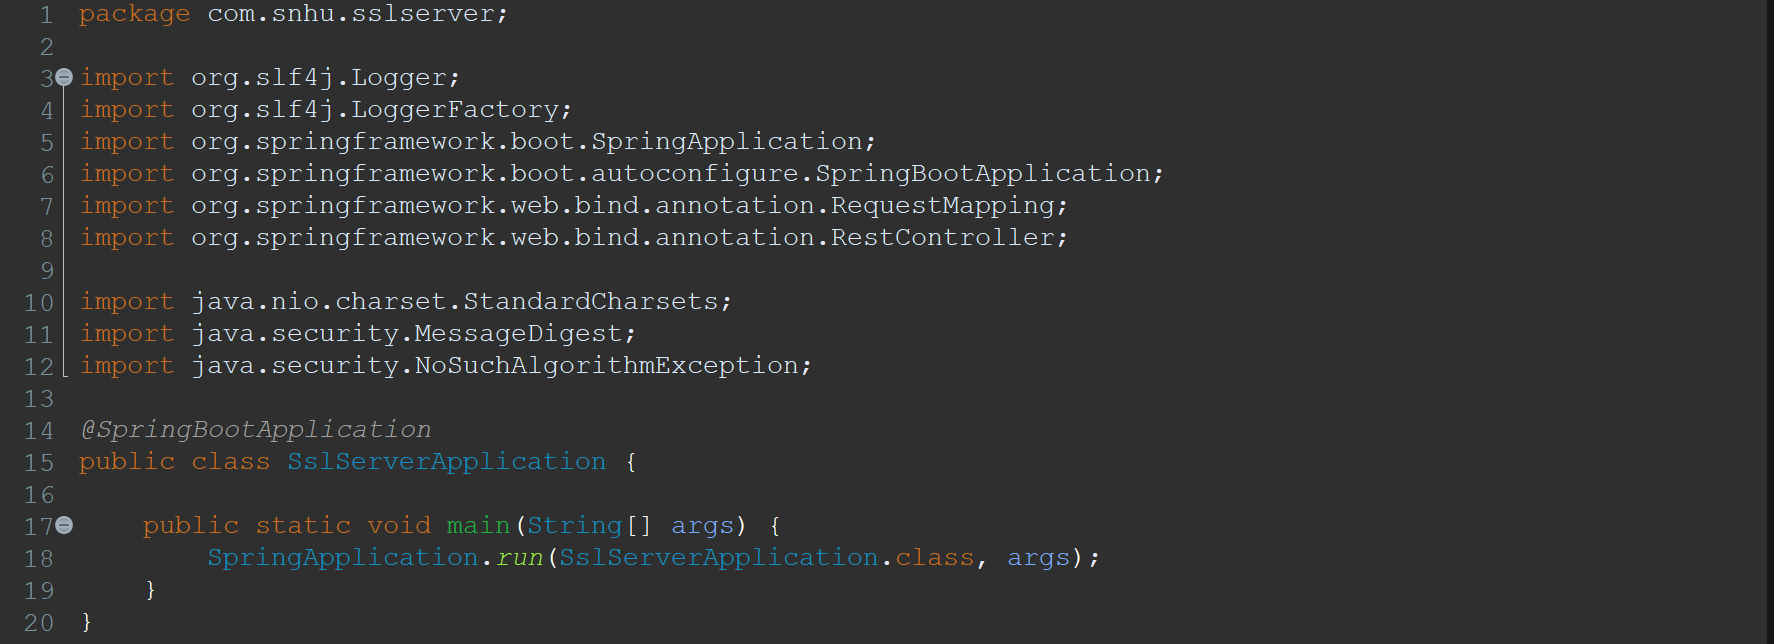 1 package com.snhu.sslserver;
2
3 import org.slf4j.Logger;
4 import org.slf4j.LoggerFactory;
5 import org.springframework.boot.SpringApplication;
6 import org.springframework.boot.autoconfigure.SpringBootApplication;
7 import org.springframework.web.bind.annotation.RequestMapping;
8 import org.springframework.web.bind.annotation.RestController;
9
10 import java.nio.charset.StandardCharsets;
11 import java.security.MessageDigest;
12 import java.security.NoSuchAlgorithmException;
13
14 @SpringBootApplication
15 public class SslServerApplication {
16
17     public static void main(String[] args) {
18         SpringApplication.run(SslServerApplication.class, args);
19     }
20 }